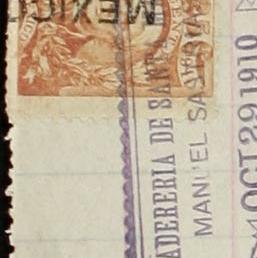 MEXICO
ADERERIA DE SAN
MANUEL SA
OCT 29 1910